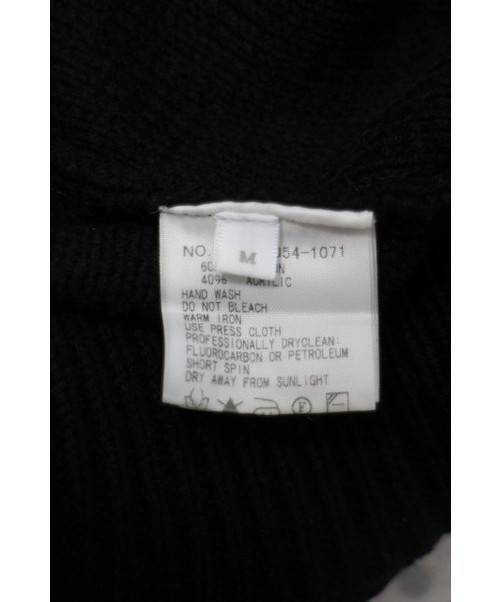 M
NO. 054-1071
40% ACRYLIC
HAND WASH
DO NOT BLEACH
WARM IRON
USE PRESS CLOTH
PROFESSIONALLY DRYCLEAN:
FLUOROCARBON OR PETROLEUM
SHORT SPIN
DRY AWAY FROM SUNLIGHT
F